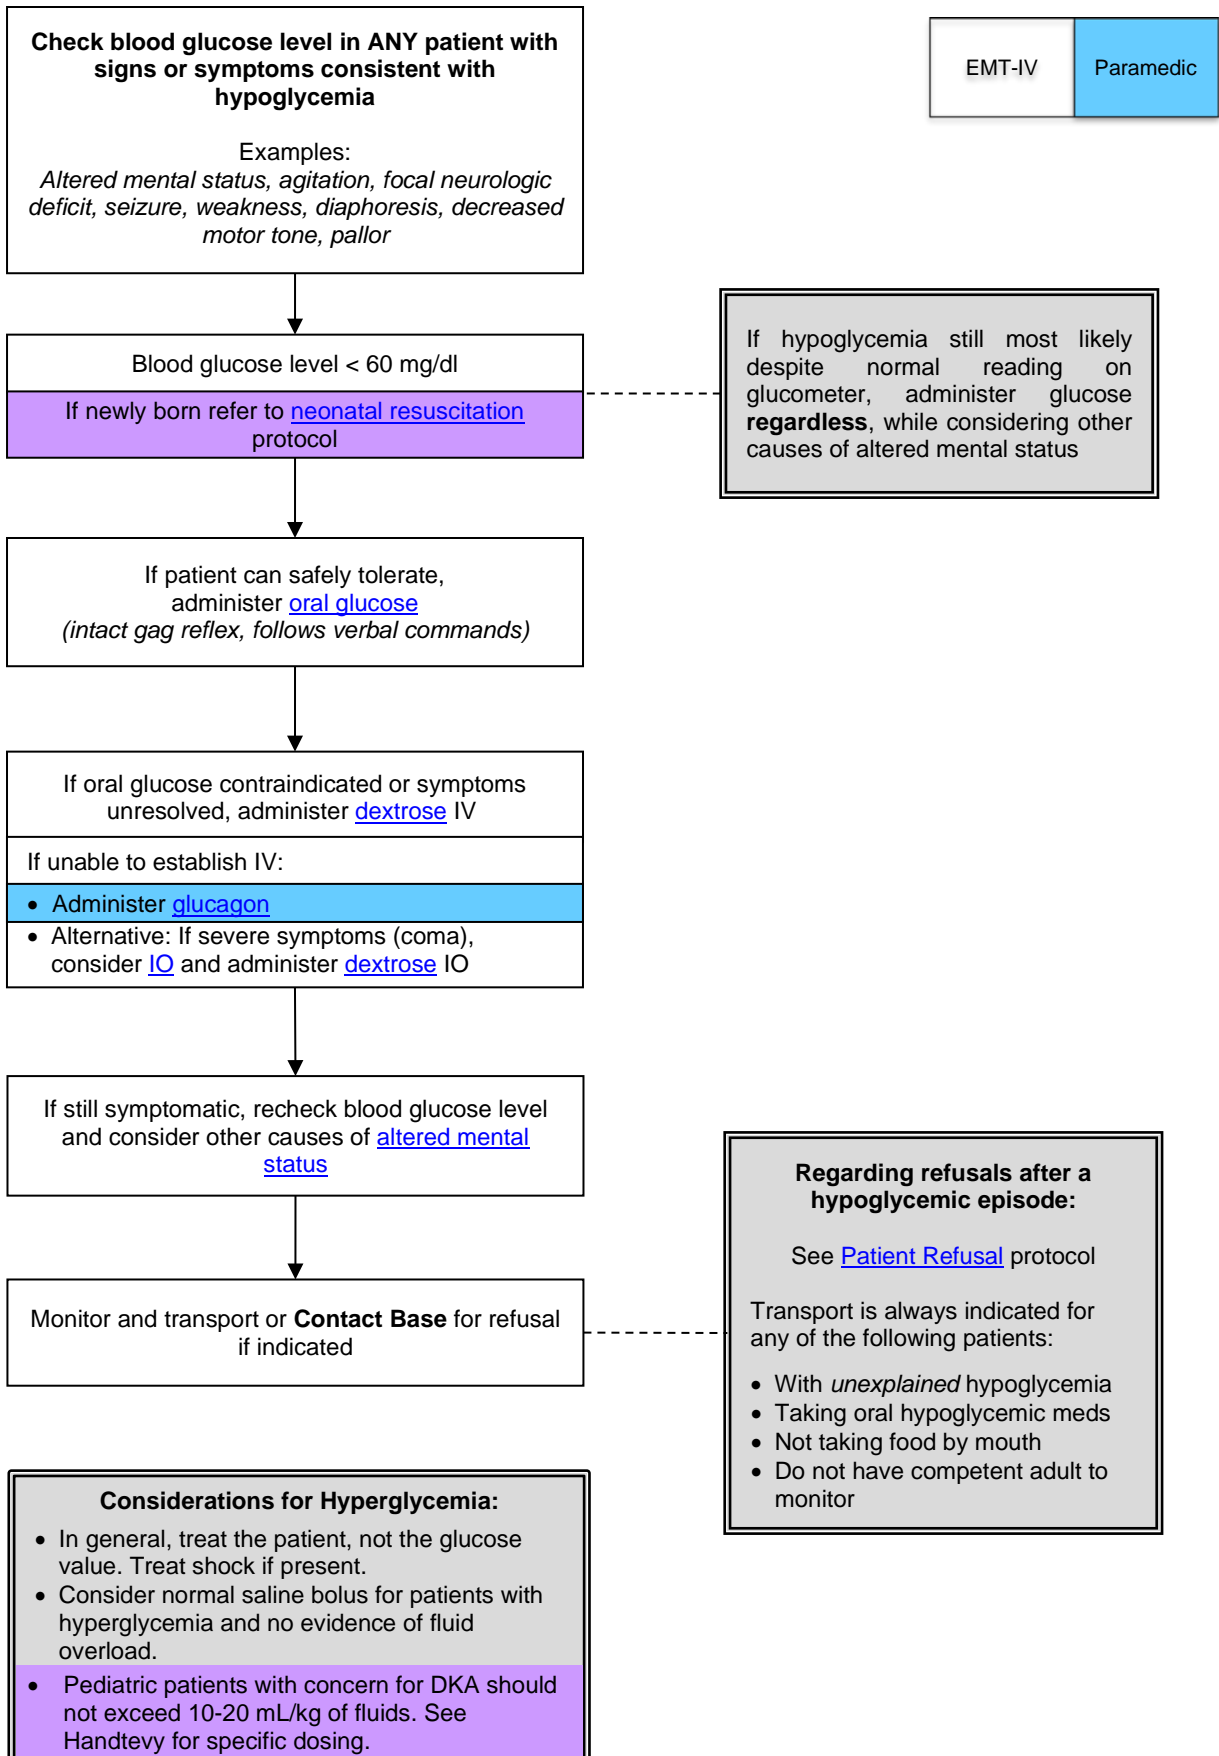 Check blood glucose level in ANY patient with
signs or symptoms consistent with
hypoglycemia
Examples:
Altered mental status, agitation, focal neurologic
deficit, seizure, weakness, diaphoresis, decreased
motor tone, pallor
EMT-IV
Paramedic
Blood glucose level < 60 mg/dl
If newly born refer to neonatal resuscitation
protocol
If hypoglycemia still most likely
despite normal reading on
glucometer, administer glucose
regardless, while considering other
causes of altered mental status
If patient can safely tolerate,
administer oral glucose
(intact gag reflex, follows verbal commands)
If oral glucose contraindicated or symptoms
unresolved, administer dextrose IV
If unable to establish IV:
• Administer glucagon
• Alternative: If severe symptoms (coma),
consider IO and administer dextrose IO
If still symptomatic, recheck blood glucose level
and consider other causes of altered mental
status
Monitor and transport or Contact Base for refusal
if indicated
Regarding refusals after a
hypoglycemic episode:
See Patient Refusal protocol
Transport is always indicated for
any of the following patients:
• With unexplained hypoglycemia
• Taking oral hypoglycemic meds
• Not taking food by mouth
• Do not have competent adult to
monitor
Considerations for Hyperglycemia:
• In general, treat the patient, not the glucose
value. Treat shock if present.
• Consider normal saline bolus for patients with
hyperglycemia and no evidence of fluid
overload.
• Pediatric patients with concern for DKA should
not exceed 10-20 mL/kg of fluids. See
Handtevy for specific dosing.